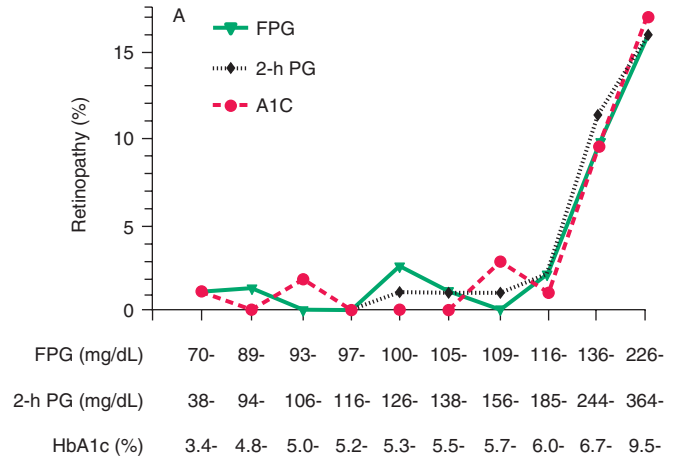 A
FPG
2-h PG
A1C
Retinopathy (%)
15
10
5
0
FPG (mg/dL) 70- 89- 93- 97- 100- 105- 109- 116- 136- 226-
2-h PG (mg/dL) 38- 94- 106- 116- 126- 138- 156- 185- 244- 364-
HbA1c (%) 3.4- 4.8- 5.0- 5.2- 5.3- 5.5- 5.7- 6.0- 6.7- 9.5-